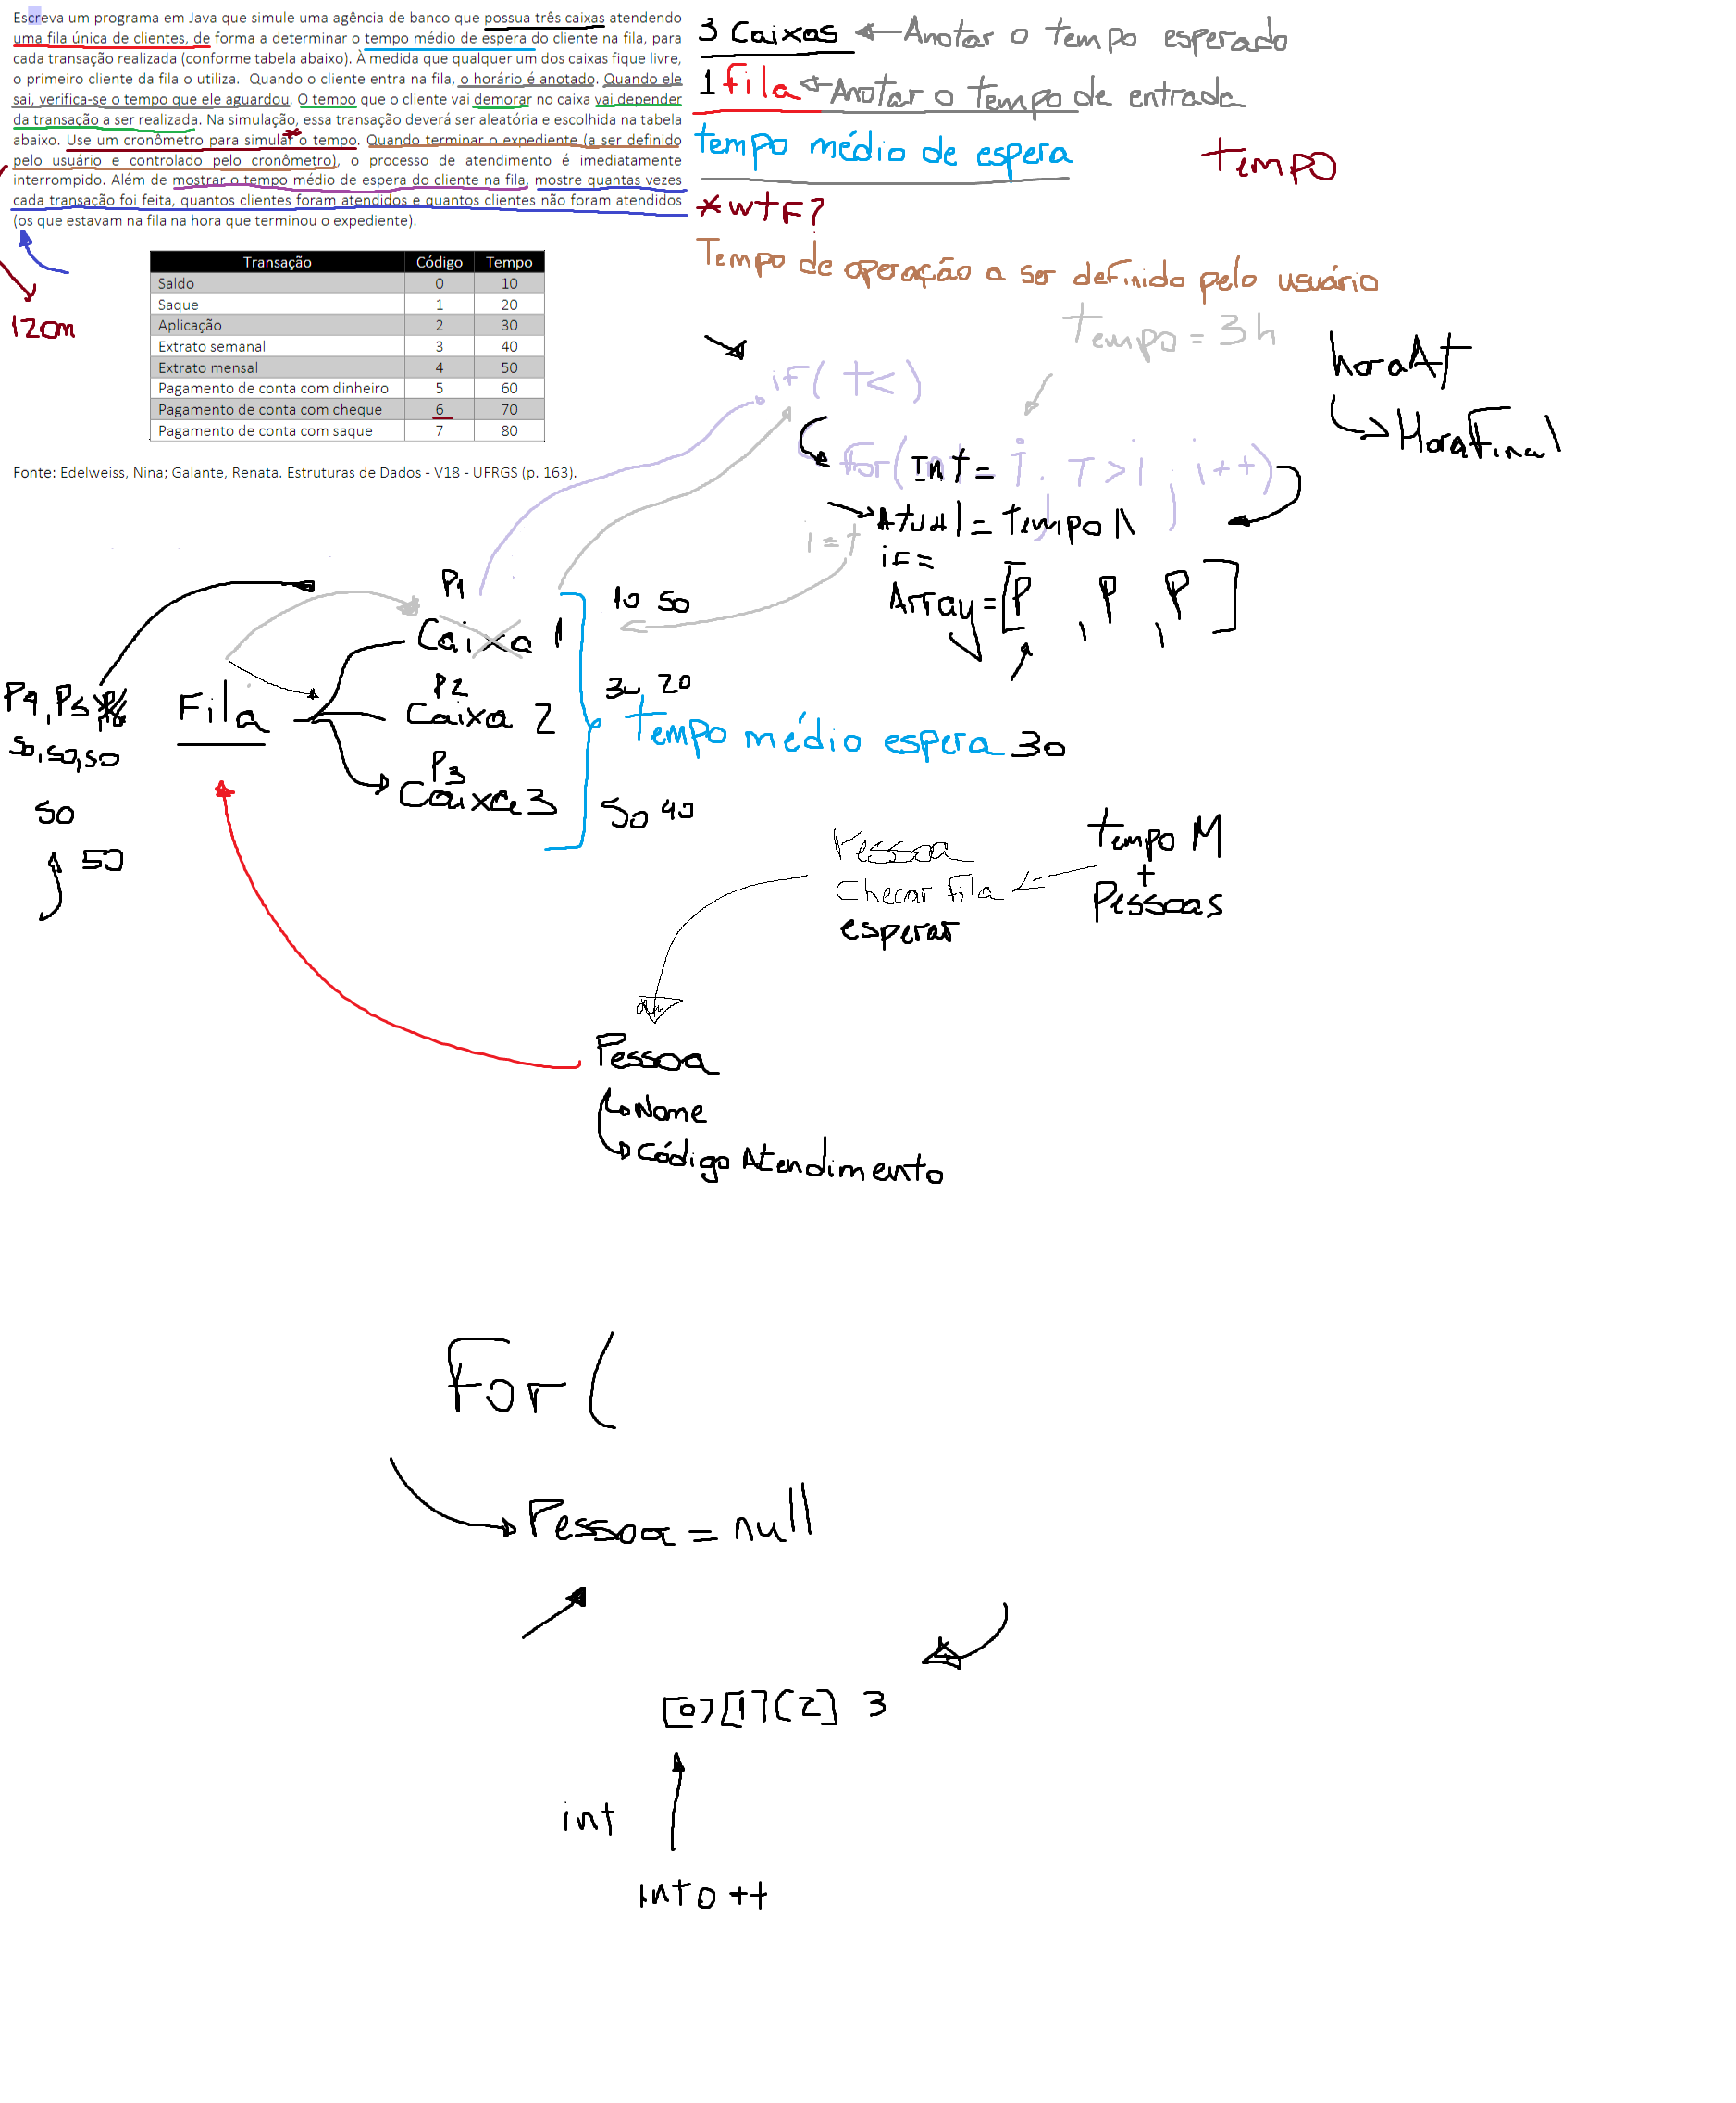 Escreva um programa em Java que simule uma agência de banco que possua três caixas atendendo
uma fila única de clientes, de forma a determinar o tempo médio de espera do cliente na fila, para
cada transação realizada (conforme tabela abaixo). À medida que qualquer um dos caixas fique livre,
o primeiro cliente da fila o utiliza. Quando o cliente entra na fila, o horário é anotado. Quando ele
sai, verifica-se o tempo que ele aguardou. O tempo que o cliente vai demorar no caixa vai depender
da transação a ser realizada. Na simulação, essa transação deverá ser aleatória e escolhida na tabela
abaixo. Use um cronômetro para simular o tempo. Quando terminar o expediente (a ser definido
pelo usuário e controlado pelo cronômetro), o processo de atendimento é imediatamente
interrompido. Além de mostrar o tempo médio de espera do cliente na fila, mostre quantas vezes
cada transação foi feita, quantos clientes foram atendidos e quantos clientes não foram atendidos
(os que estavam na fila na hora que terminou o expediente).
Transação Código Tempo
Saldo 0 10
Saque 1 20
Aplicação 2 30
Extrato semanal 3 40
Extrato mensal 4 50
Pagamento de conta com dinheiro 5 60
Pagamento de conta com cheque 6 70
Pagamento de conta com saque 7 80
Fonte: Edelweiss, Nina; Galante, Renata. Estruturas de Dados - V18 - UFRGS (p. 163).
12cm
3 Caixas Anotar o tempo esperado
1 fila Anotar o tempo de entrada
tempo médio de espera
tempo
*wtF?
Tempo de operação a ser definido pelo usuário
tempo = 3h
if( t< )
horaAt
HoraFinal
for( Int = i; T>i; i++)
Atual = tempo
i=t
if=
Array=[P, P, P]
P1
Caixa 1
10 50
P2
Caixa 2
20
P3
Caixa 3
50 40
Fila
50,50,50
50
50
Tempo médio espera 30
Pessoa
Checar fila
esperar
tempo M
+
Pessoas
Pessoa
Nome
Código Atendimento
For (
Pessoa = null
[0][1][2] 3
int
int 0 ++